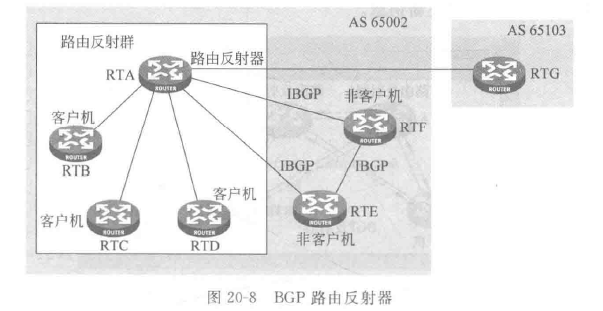 AS 65002
AS 65103
路由反射群
路由反射器
RTA
ROUTER
RTG
ROUTER
IBGP
非客户机
RTF
ROUTER
客户机
ROUTER
RTB
IBGP
IBGP
客户机
ROUTER
RTC
客户机
ROUTER
RTD
RTE
ROUTER
非客户机
图 20-8 BGP 路由反射器